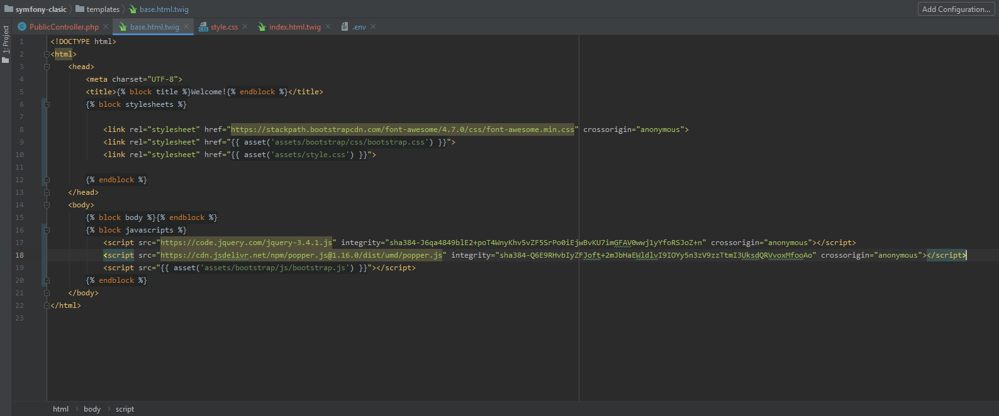 symfony-clasic templates base.html.twig Add Configuration...
PublicController.php base.html.twig style.css index.html.twig .env
1: Project
1 <!DOCTYPE html>
2 <html>
3 <head>
4 <meta charset="UTF-8">
5 <title>{% block title %}Welcome!{% endblock %}</title>
6 {% block stylesheets %}
7
8 <link rel="stylesheet" href="https://stackpath.bootstrapcdn.com/font-awesome/4.7.0/css/font-awesome.min.css" crossorigin="anonymous">
9 <link rel="stylesheet" href="{{ asset('assets/bootstrap/css/bootstrap.css') }}">
10 <link rel="stylesheet" href="{{ asset('assets/style.css') }}">
11
12 {% endblock %}
13 </head>
14 <body>
15 {% block body %}{% endblock %}
16 {% block javascripts %}
17 <script src="https://code.jquery.com/jquery-3.4.1.js" integrity="sha384-J6qa4849blE2+poT4WnyKhv5vZF5SrPo0iEjwBvKU7imGFAV0wwj1yYfoRSJoZ+n" crossorigin="anonymous"></script>
18 <script src="https://cdn.jsdelivr.net/npm/popper.js@1.16.0/dist/umd/popper.js" integrity="sha384-Q6E9RHvbIyZFJoft+2mJbHaEWldlvI9IOYy5n3zV9zzTtmI3UksdQRVvoxMfooAo" crossorigin="anonymous"></script>
19 <script src="{{ asset('assets/bootstrap/js/bootstrap.js') }}"></script>
20 {% endblock %}
21 </body>
22 </html>
23
html body script